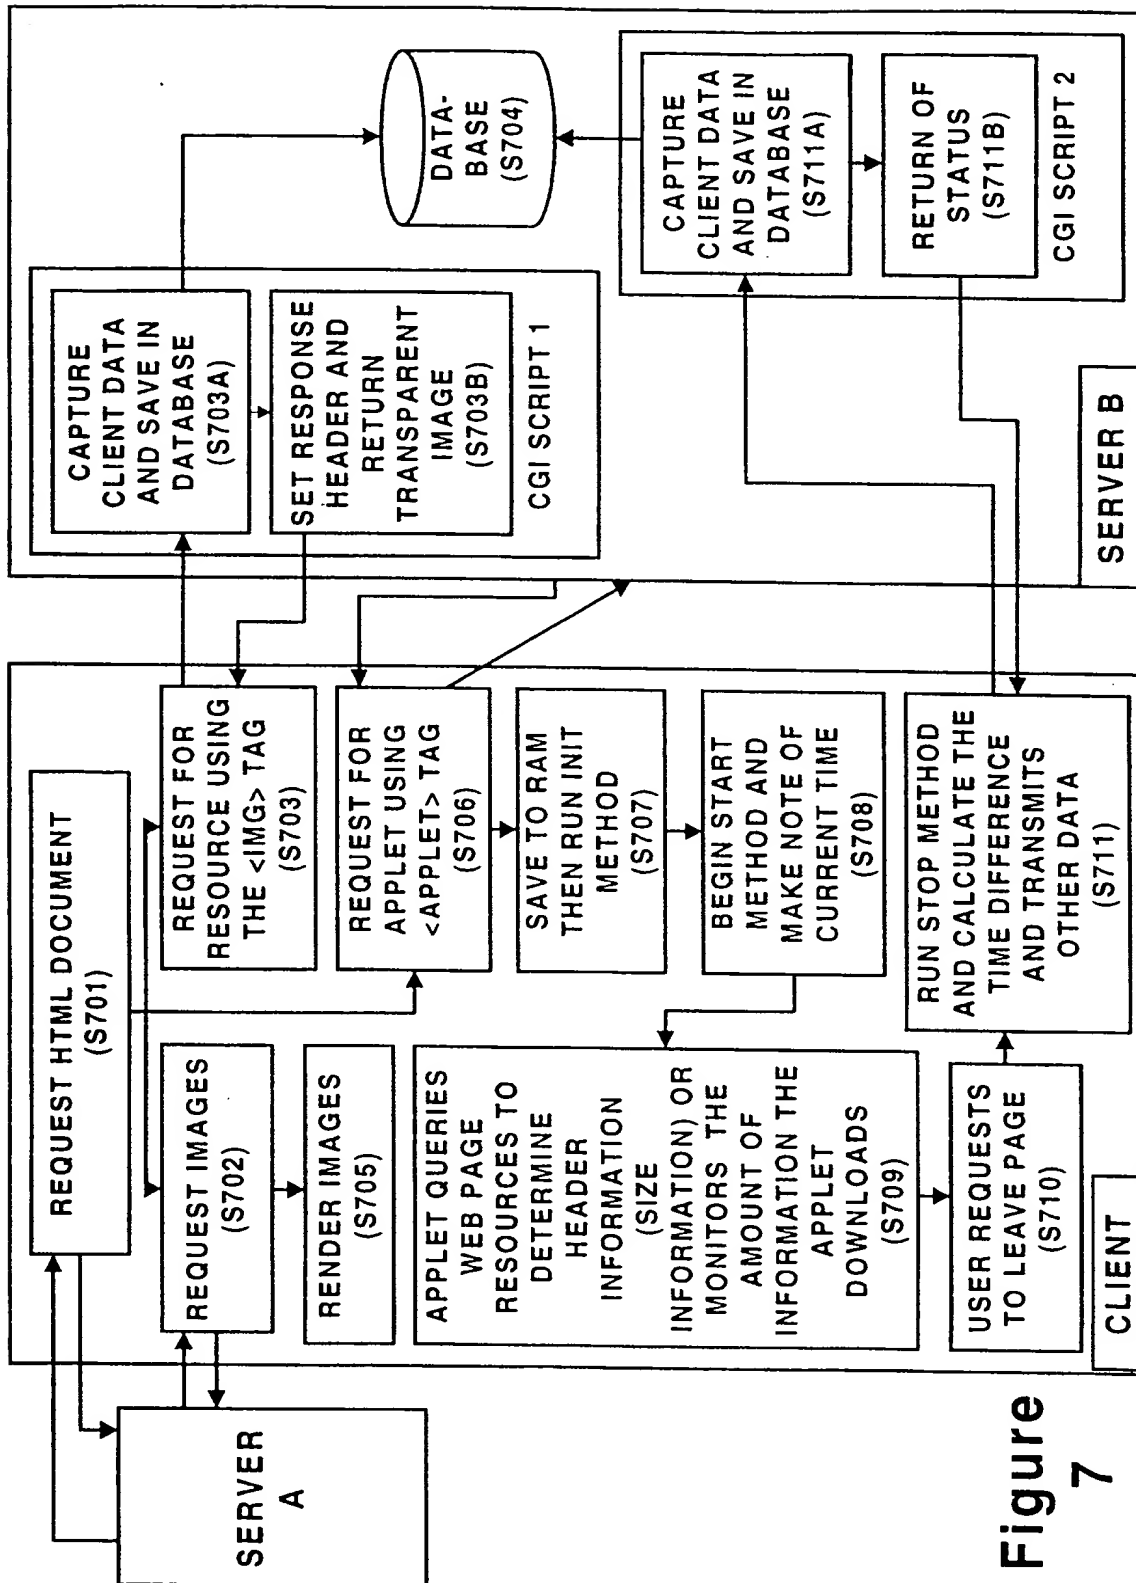 SERVER
A
REQUEST HTML DOCUMENT
(S701)
REQUEST IMAGES
(S702)
RENDER IMAGES
(S705)
REQUEST FOR
RESOURCE USING
THE <IMG> TAG
(S703)
REQUEST FOR
APPLET USING
<APPLET> TAG
(S706)
SAVE TO RAM
THEN RUN INIT
METHOD
(S707)
BEGIN START
METHOD AND
MAKE NOTE OF
CURRENT TIME
(S708)
APPLET QUERIES
WEB PAGE
RESOURCES TO
DETERMINE
HEADER
INFORMATION
(SIZE
INFORMATION) OR
MONITORS THE
AMOUNT OF
INFORMATION THE
APPLET
DOWNLOADS
(S709)
USER REQUESTS
TO LEAVE PAGE
(S710)
RUN STOP METHOD
AND CALCULATE THE
TIME DIFFERENCE
AND TRANSMITS
OTHER DATA
(S711)
CLIENT
CAPTURE
CLIENT DATA
AND SAVE IN
DATABASE
(S703A)
SET RESPONSE
HEADER AND
RETURN
TRANSPARENT
IMAGE
(S703B)
CGI SCRIPT 1
DATA-
BASE
(S704)
CAPTURE
CLIENT DATA
AND SAVE IN
DATABASE
(S711A)
RETURN OF
STATUS
(S711B)
CGI SCRIPT 2
SERVER B
Figure
7